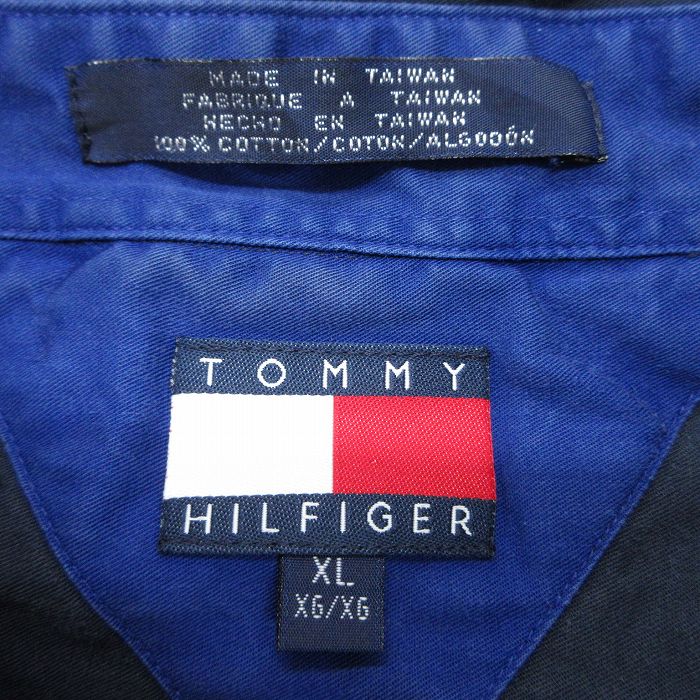 MADE IN TAIWAN
FABRIQUE A TAIWAN
HECHO EN TAIWAN
100% COTTON/COTON/ALGODÓN
TOMMY
HILFIGER
XL
XG/XG